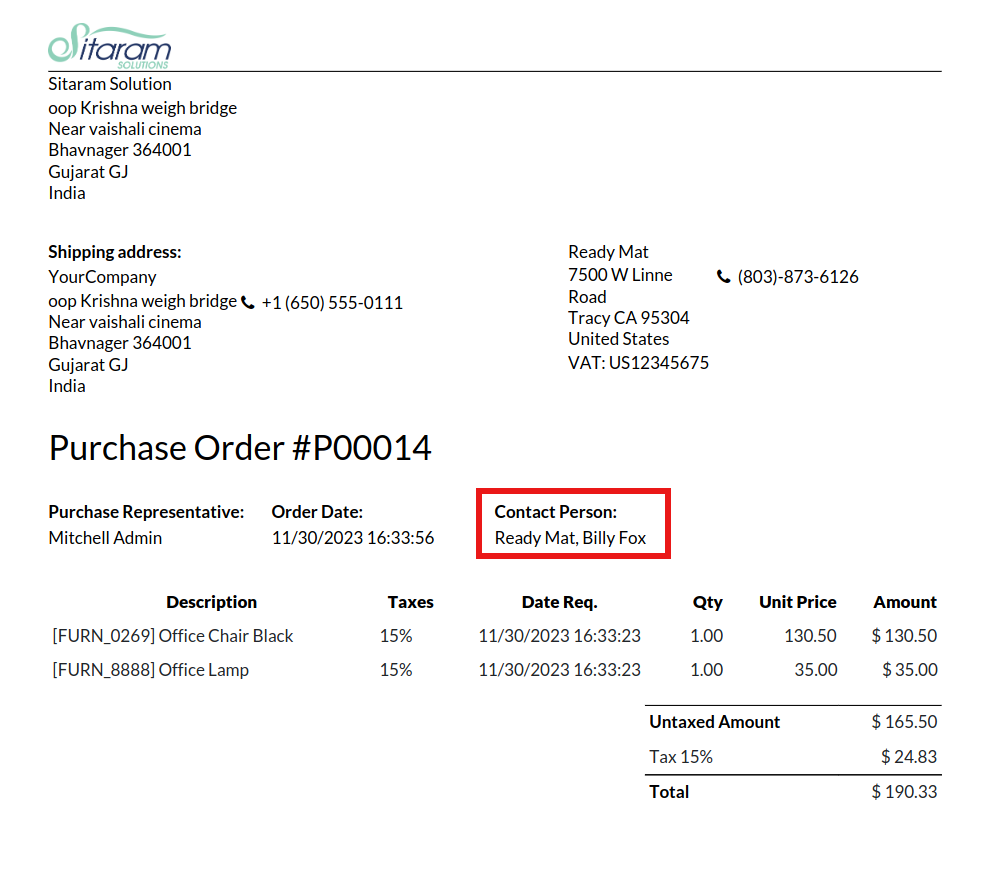 Sitaram
SOLUTIONS
Sitaram Solution
oop Krishna weigh bridge
Near vaishali cinema
Bhavnager 364001
Gujarat GJ
India
Shipping address:
YourCompany
oop Krishna weigh bridge +1 (650) 555-0111
Near vaishali cinema
Bhavnager 364001
Gujarat GJ
India
Ready Mat
7500 W Linne (803)-873-6126
Road
Tracy CA 95304
United States
VAT: US12345675
Purchase Order #P00014
Purchase Representative: Order Date: Contact Person:
Mitchell Admin 11/30/2023 16:33:56 Ready Mat, Billy Fox
Description Taxes Date Req. Qty Unit Price Amount
[FURN_0269] Office Chair Black 15% 11/30/2023 16:33:23 1.00 130.50 $ 130.50
[FURN_8888] Office Lamp 15% 11/30/2023 16:33:23 1.00 35.00 $ 35.00
Untaxed Amount $ 165.50
Tax 15% $ 24.83
Total $ 190.33